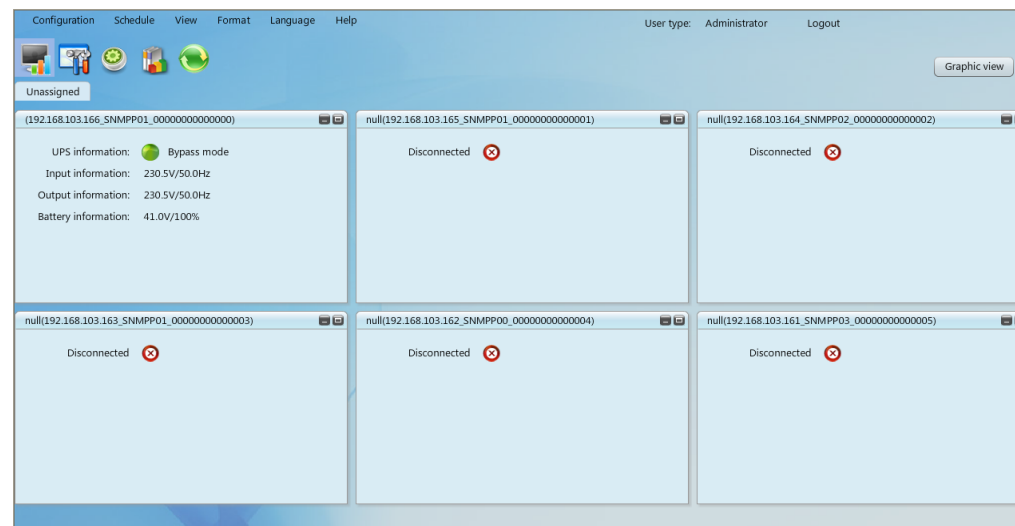 Configuration Schedule View Format Language Help User type: Administrator Logout
Graphic view
Unassigned
(192.168.103.166_SNMPP01_00000000000000)
UPS information: Bypass mode
Input information: 230.5V/50.0Hz
Output information: 230.5V/50.0Hz
Battery information: 41.0V/100%
null(192.168.103.165_SNMPP01_00000000000001)
Disconnected
null(192.168.103.164_SNMPP02_00000000000002)
Disconnected
null(192.168.103.163_SNMPP01_00000000000003)
Disconnected
null(192.168.103.162_SNMPP00_00000000000004)
Disconnected
null(192.168.103.161_SNMPP03_00000000000005)
Disconnected